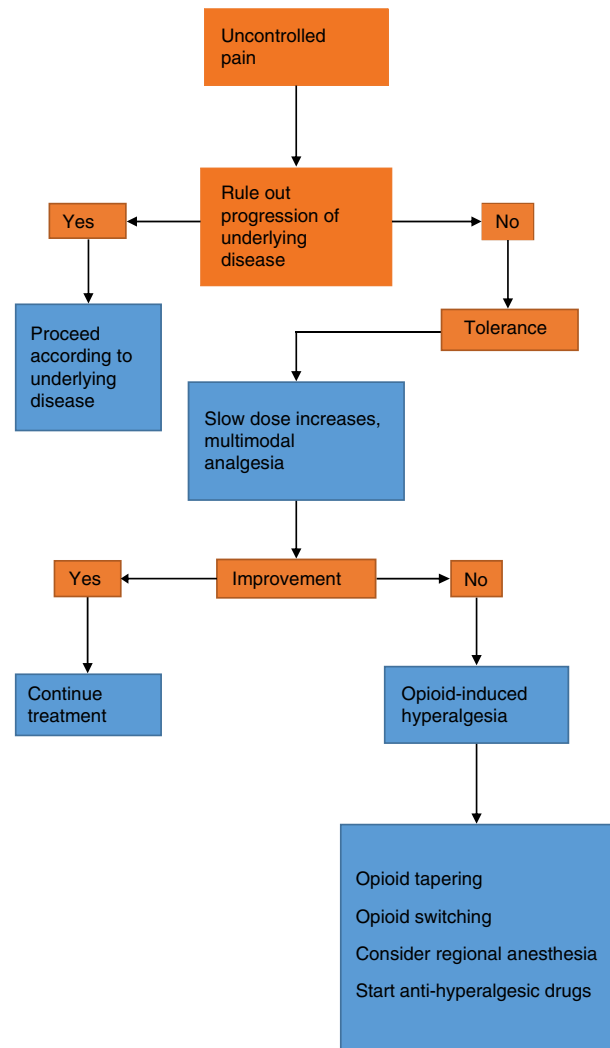 Uncontrolled
pain
Rule out
progression of
underlying
disease
Yes
No
Proceed
according to
underlying
disease
Tolerance
Slow dose increases,
multimodal
analgesia
Yes
Improvement
No
Continue
treatment
Opioid-induced
hyperalgesia
Opioid tapering
Opioid switching
Consider regional anesthesia
Start anti-hyperalgesic drugs